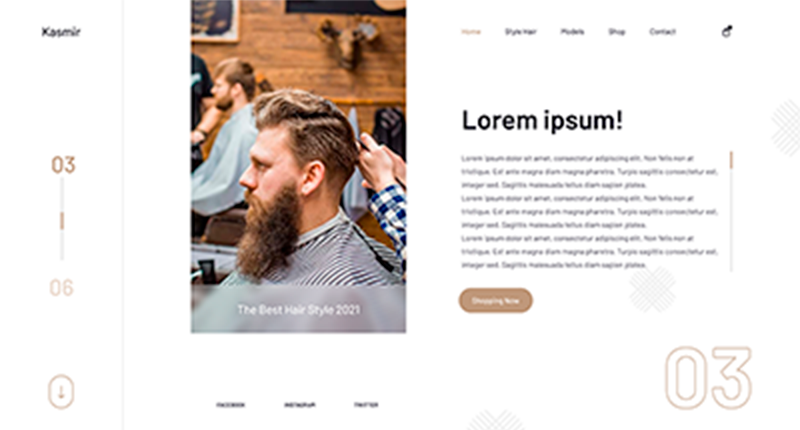 Kasmir
Home Style Hair Models Shop Contact
03
06
Lorem ipsum!
Lorem ipsum dolor sit amet, consectetur adipiscing elit. Non felis non at
tristique. Est ante magna diam magna pharetra. Turpis sagittis consectetur est,
integer sed. Sagittis malesuada tellus diam sapien platea.
Lorem ipsum dolor sit amet, consectetur adipiscing elit. Non felis non at
tristique. Est ante magna diam magna pharetra. Turpis sagittis consectetur est,
integer sed. Sagittis malesuada tellus diam sapien platea.
Lorem ipsum dolor sit amet, consectetur adipiscing elit. Non felis non at
tristique. Est ante magna diam magna pharetra. Turpis sagittis consectetur est,
integer sed. Sagittis malesuada tellus diam sapien platea.
Shopping Now
The Best Hair Style 2021
03
FACEBOOK INSTAGRAM TWITTER